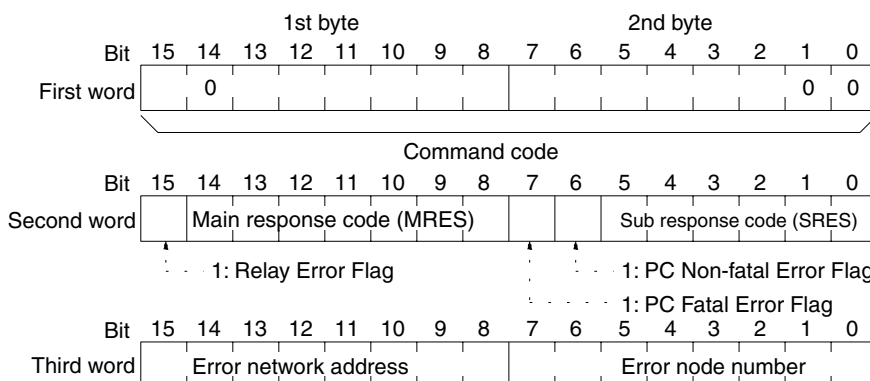 1st byte 2nd byte
Bit 15 14 13 12 11 10 9 8 7 6 5 4 3 2 1 0
First word 0 0 0
Command code
Bit 15 14 13 12 11 10 9 8 7 6 5 4 3 2 1 0
Second word Main response code (MRES) Sub response code (SRES)
1: Relay Error Flag 1: PC Non-fatal Error Flag
1: PC Fatal Error Flag
Bit 15 14 13 12 11 10 9 8 7 6 5 4 3 2 1 0
Third word Error network address Error node number